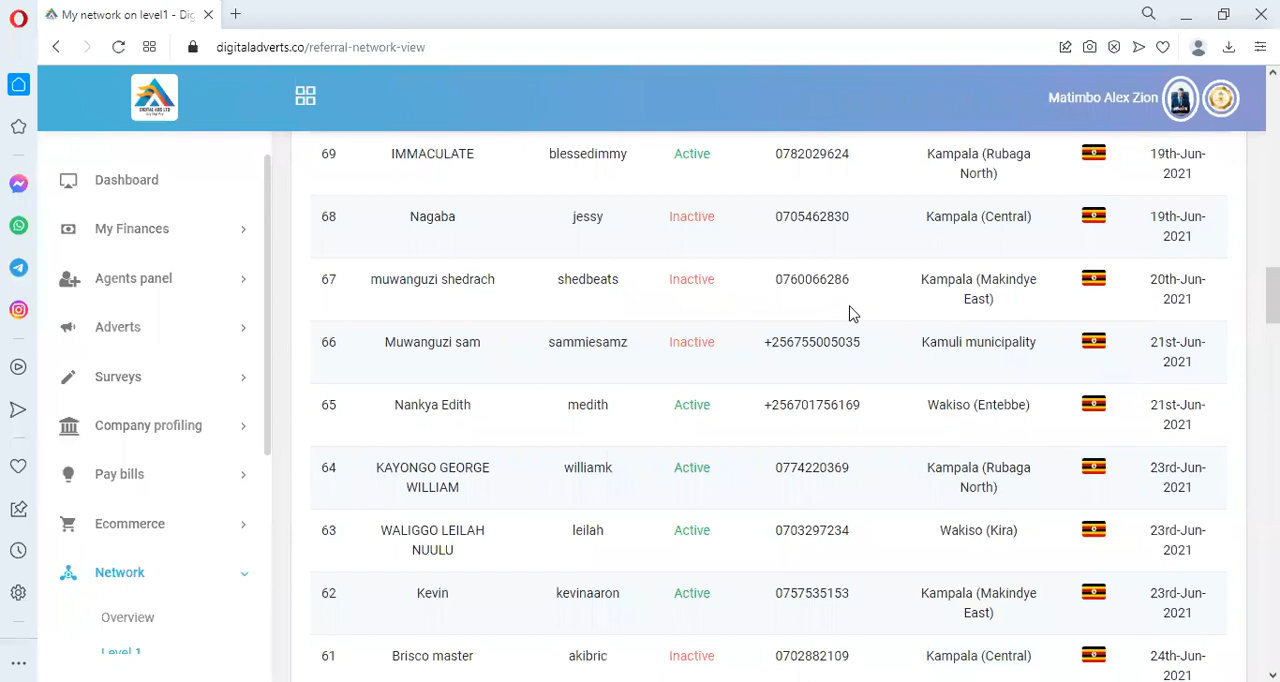 My network on level1 - Dig
digitaladverts.co/referral-network-view
DIGITAL ADS LTD
Matimbo Alex Zion
Dashboard
My Finances
Agents panel
Adverts
Surveys
Company profiling
Pay bills
Ecommerce
Network
Overview
Level 1
69 IMMACULATE blessedimmy Active 0782029624 Kampala (Rubaga 19th-Jun-
North) 2021
68 Nagaba jessy Inactive 0705462830 Kampala (Central) 19th-Jun-
2021
67 muwanguzi shedrach shedbeats Inactive 0760066286 Kampala (Makindye 20th-Jun-
East) 2021
66 Muwanguzi sam sammiesamz Inactive +256755005035 Kamuli municipality 21st-Jun-
2021
65 Nankya Edith medith Active +256701756169 Wakiso (Entebbe) 21st-Jun-
2021
64 KAYONGO GEORGE williamk Active 0774220369 Kampala (Rubaga 23rd-Jun-
WILLIAM North) 2021
63 WALIGGO LEILAH leilah Active 0703297234 Wakiso (Kira) 23rd-Jun-
NUULU 2021
62 Kevin kevinaaron Active 0757535153 Kampala (Makindye 23rd-Jun-
East) 2021
61 Brisco master akibric Inactive 0702882109 Kampala (Central) 24th-Jun-
2021